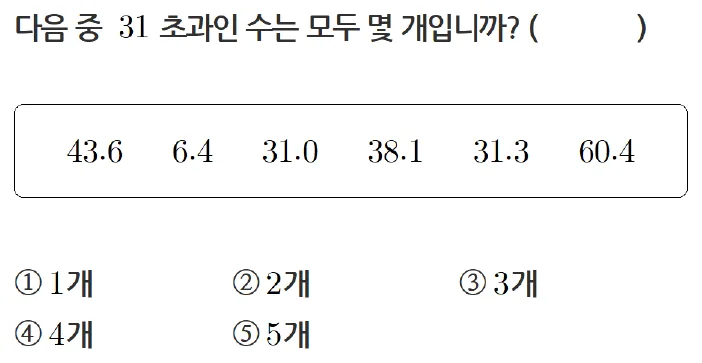 다음 중 31 초과인 수는 모두 몇 개입니까? ( )
43.6 6.4 31.0 38.1 31.3 60.4
① 1개 ② 2개 ③ 3개
④ 4개 ⑤ 5개